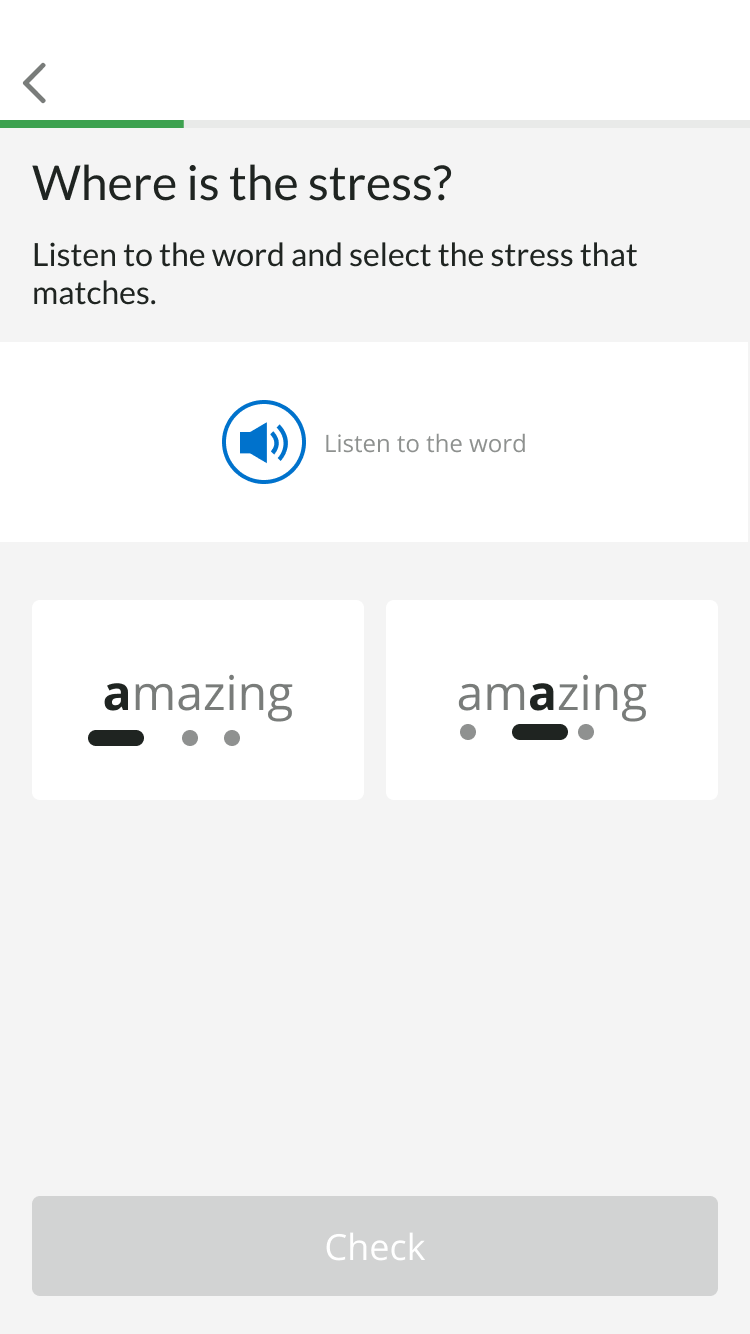 Where is the stress?
Listen to the word and select the stress that
matches.
Listen to the word
amazing
amazing
Check